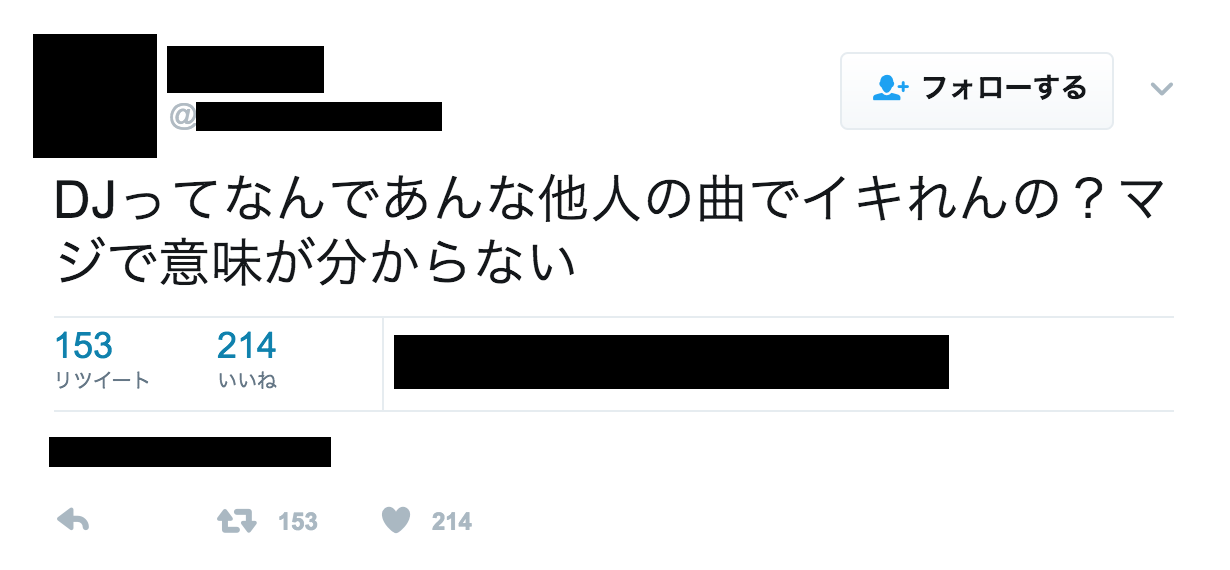 @
フォローする
DJってなんであんな他人の曲でイキれんの？マ
ジで意味が分からない
153 214
リツイート いいね
153 214